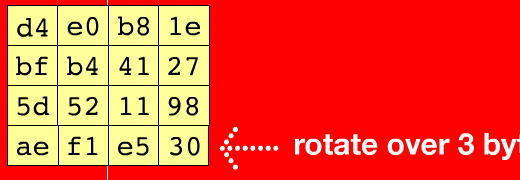 d4 e0 b8 1e
bf b4 41 27
5d 52 11 98
ae f1 e5 30
rotate over 3 byt